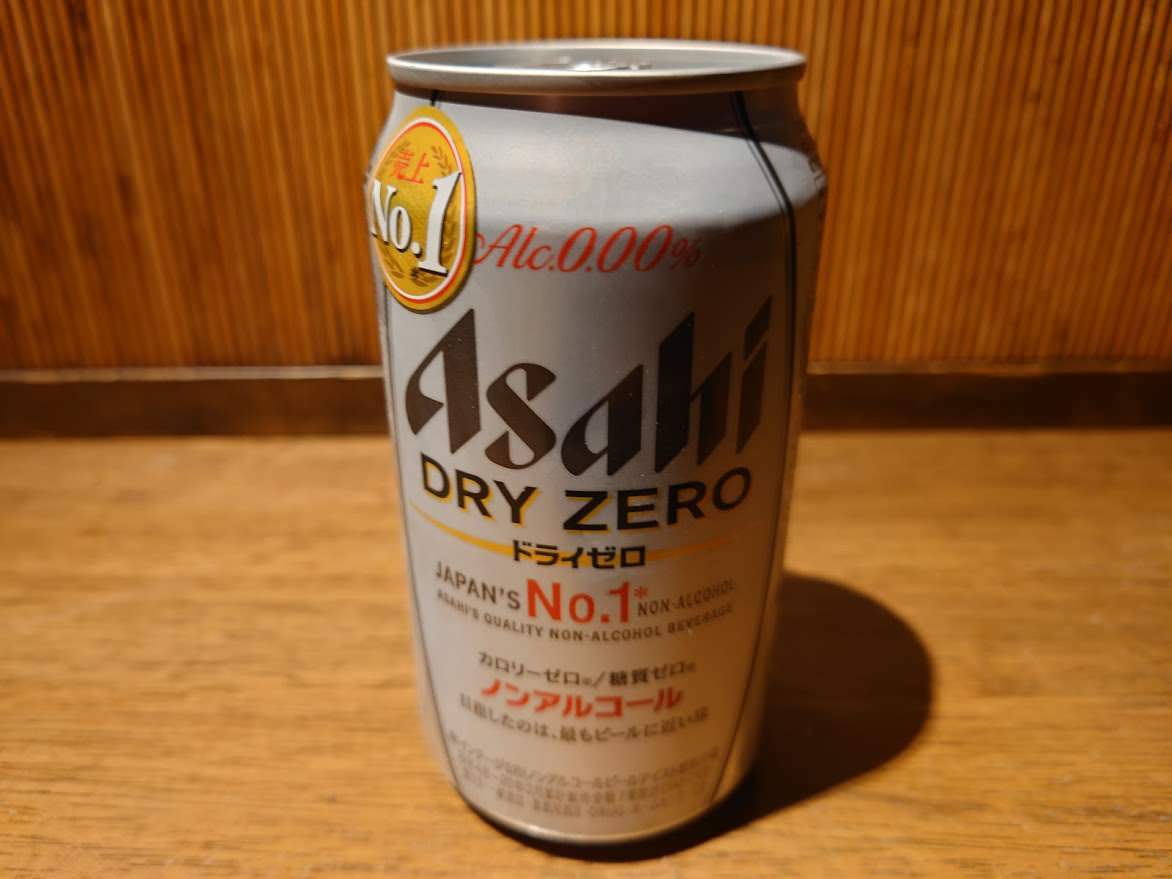 売上
No.1
Alc.0.00%
Asahi
DRY ZERO
ドライゼロ
JAPAN'S No.1* NON-ALCOHOL
ASAHI'S QUALITY NON-ALCOHOL BEVERAGE
カロリーゼロ※/糖質ゼロ※
ノンアルコール
目指したのは、最もビールに近い味